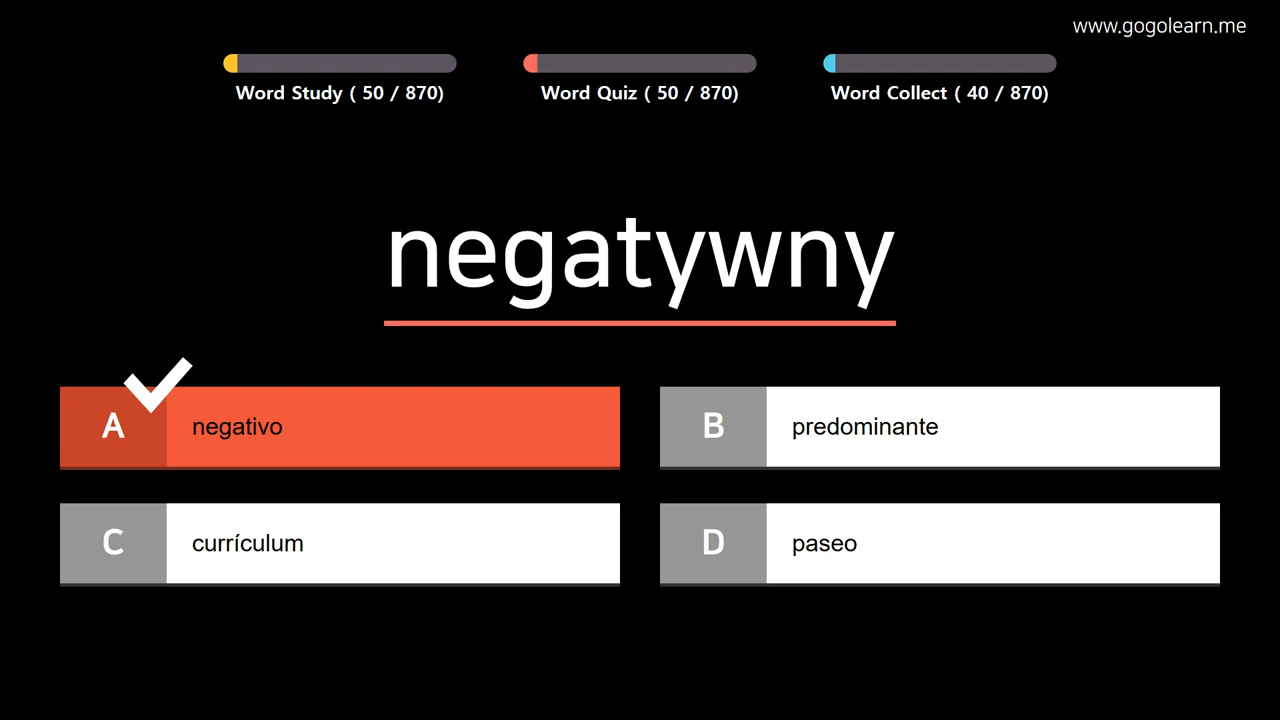 www.gogolearn.me
Word Study ( 50 / 870)
Word Quiz ( 50 / 870)
Word Collect ( 40 / 870)
negatywny
A negativo
B predominante
C currículum
D paseo